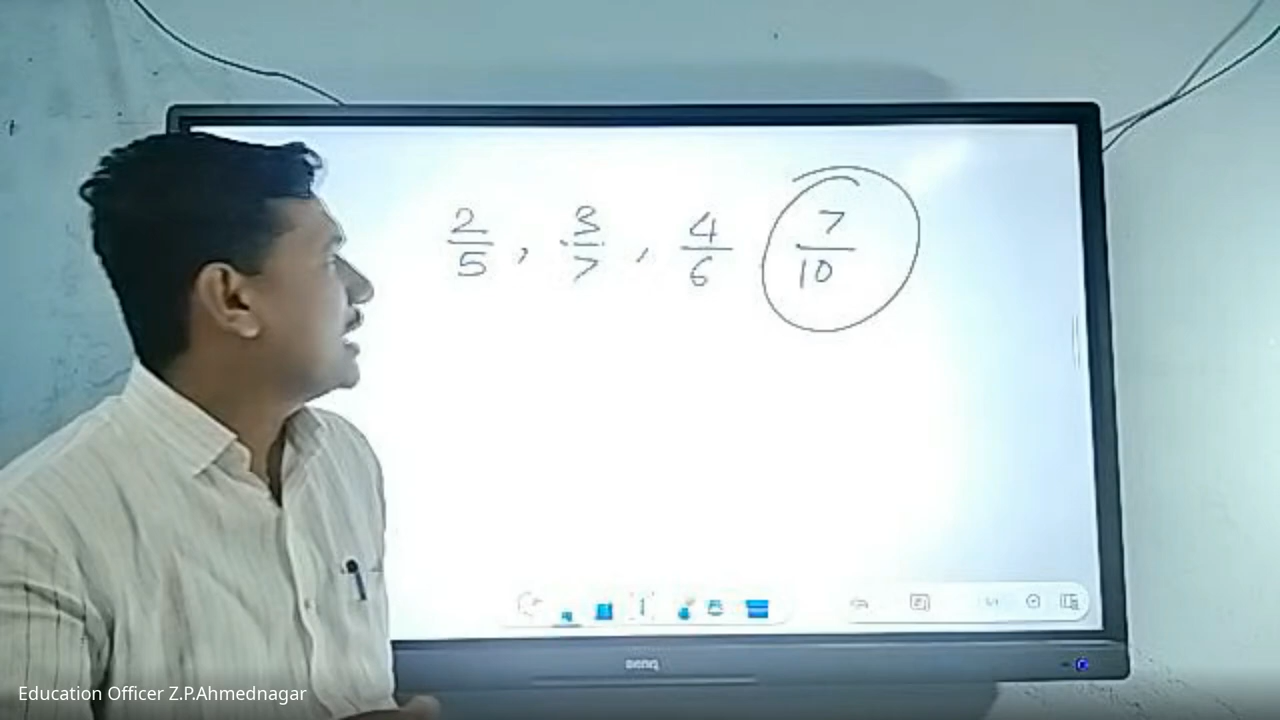 2/5 , 3/7 , 4/6 7/10
BenQ
Education Officer Z.P.Ahmednagar